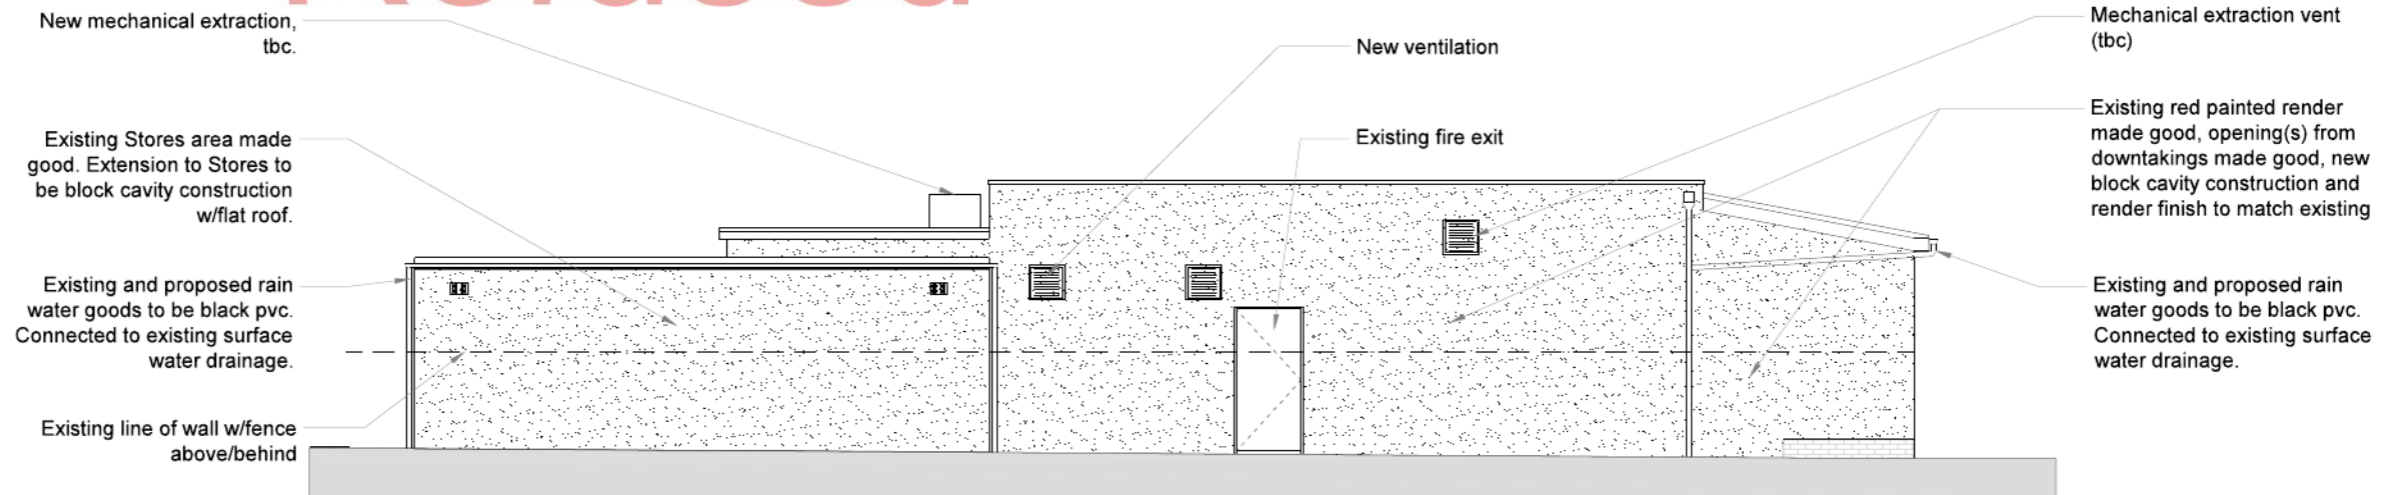 New mechanical extraction,
tbc.
Existing Stores area made
good. Extension to Stores to
be block cavity construction
w/flat roof.
Existing and proposed rain
water goods to be black pvc.
Connected to existing surface
water drainage.
Existing line of wall w/fence
above/behind
New ventilation
Existing fire exit
Mechanical extraction vent
(tbc)
Existing red painted render
made good, opening(s) from
downtakings made good, new
block cavity construction and
render finish to match existing
Existing and proposed rain
water goods to be black pvc.
Connected to existing surface
water drainage.